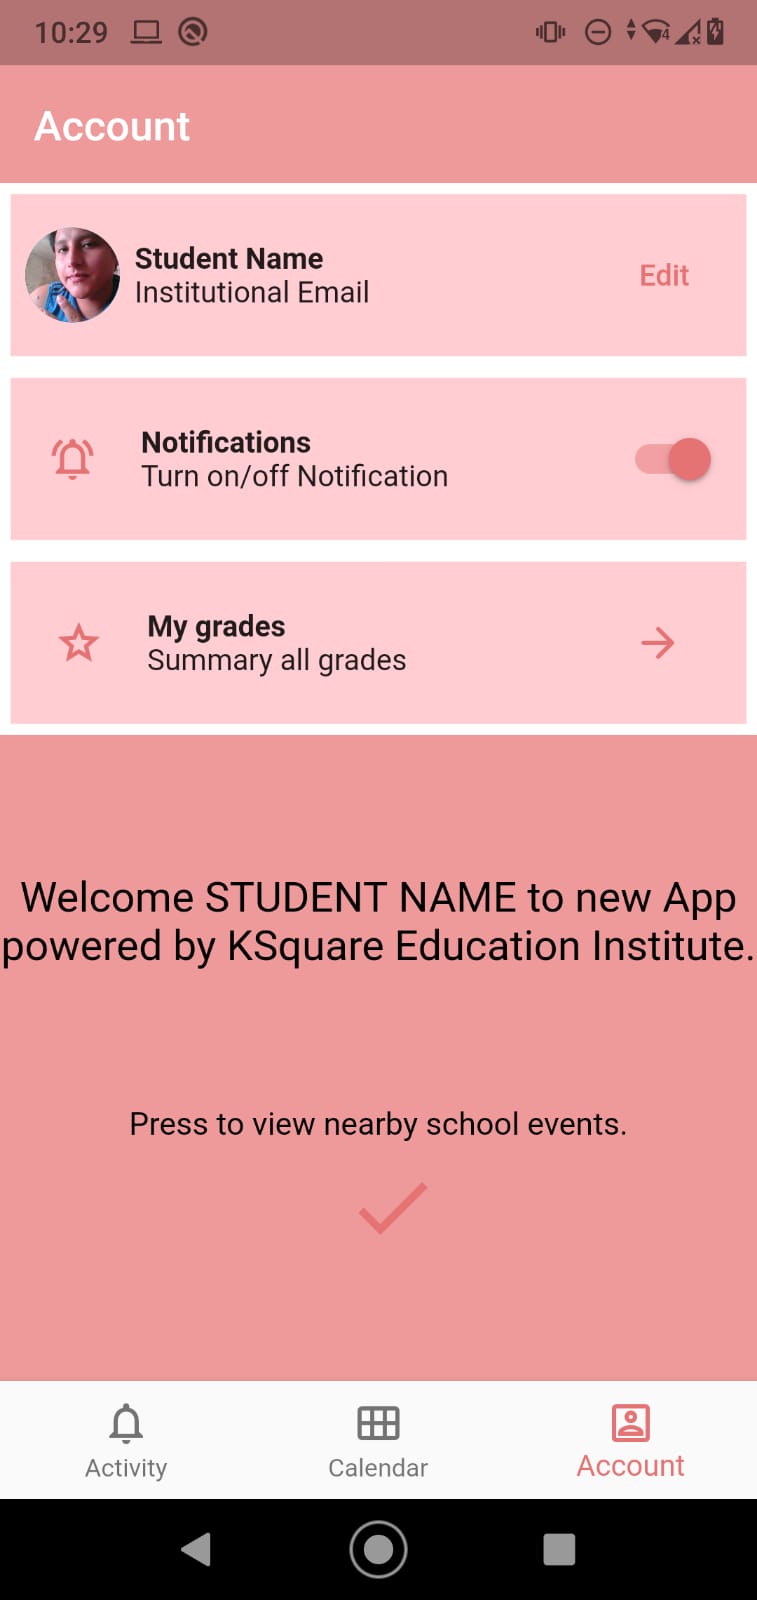 10:29
4
Account
Student Name
Institutional Email
Edit
Notifications
Turn on/off Notification
My grades
Summary all grades
Welcome STUDENT NAME to new App
powered by KSquare Education Institute.
Press to view nearby school events.
Activity
Calendar
Account